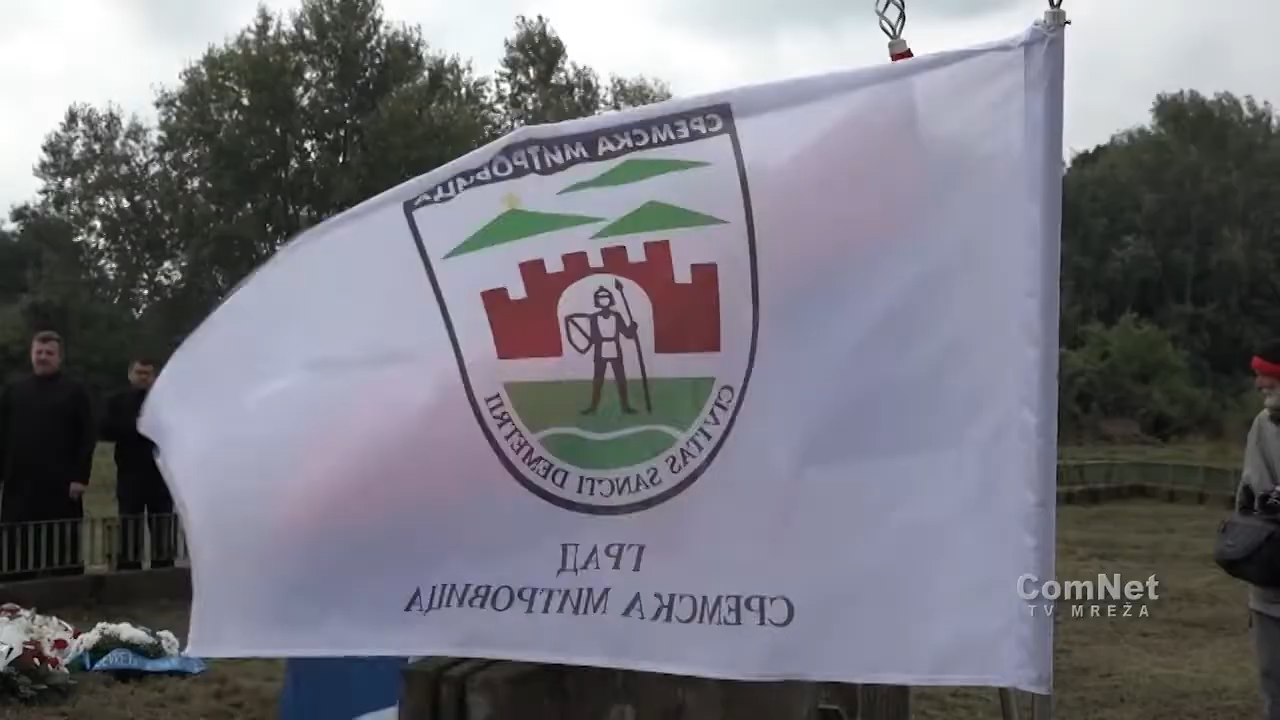 СРЕМСКА МИТРОВИЦА
CIVITAS SANCTI DEMETRII
ГРАД
СРЕМСКА МИТРОВИЦА
ComNet
TV MREŽA